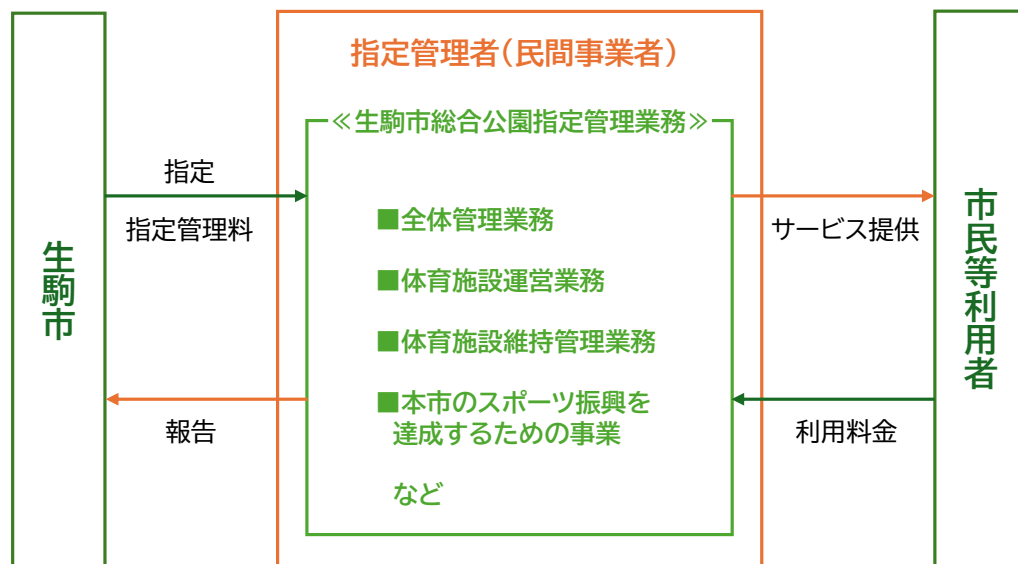 指定管理者（民間事業者）
≪生駒市総合公園指定管理業務≫
生駒市
指定
指定管理料
報告
■全体管理業務
■体育施設運営業務
■体育施設維持管理業務
■本市のスポーツ振興を
達成するための事業
など
サービス提供
利用料金
市民等利用者